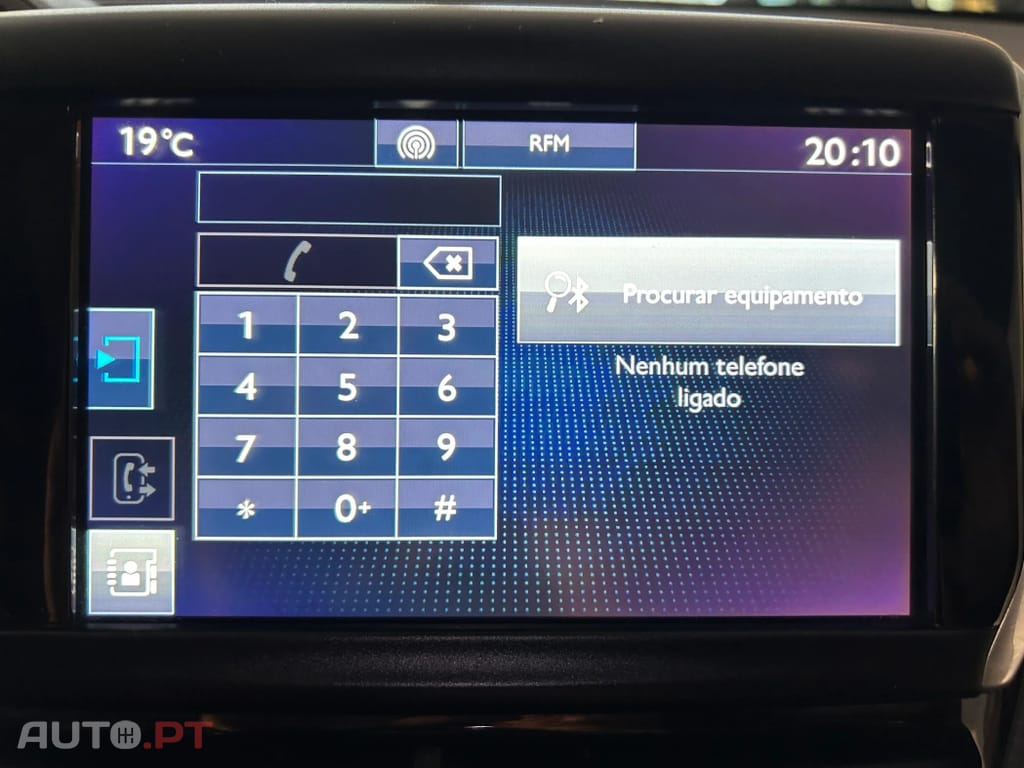 19°C
RFM
20:10
Procurar equipamento
Nenhum telefone
ligado
1 2 3
4 5 6
7 8 9
* 0+ #
AUTO.PT